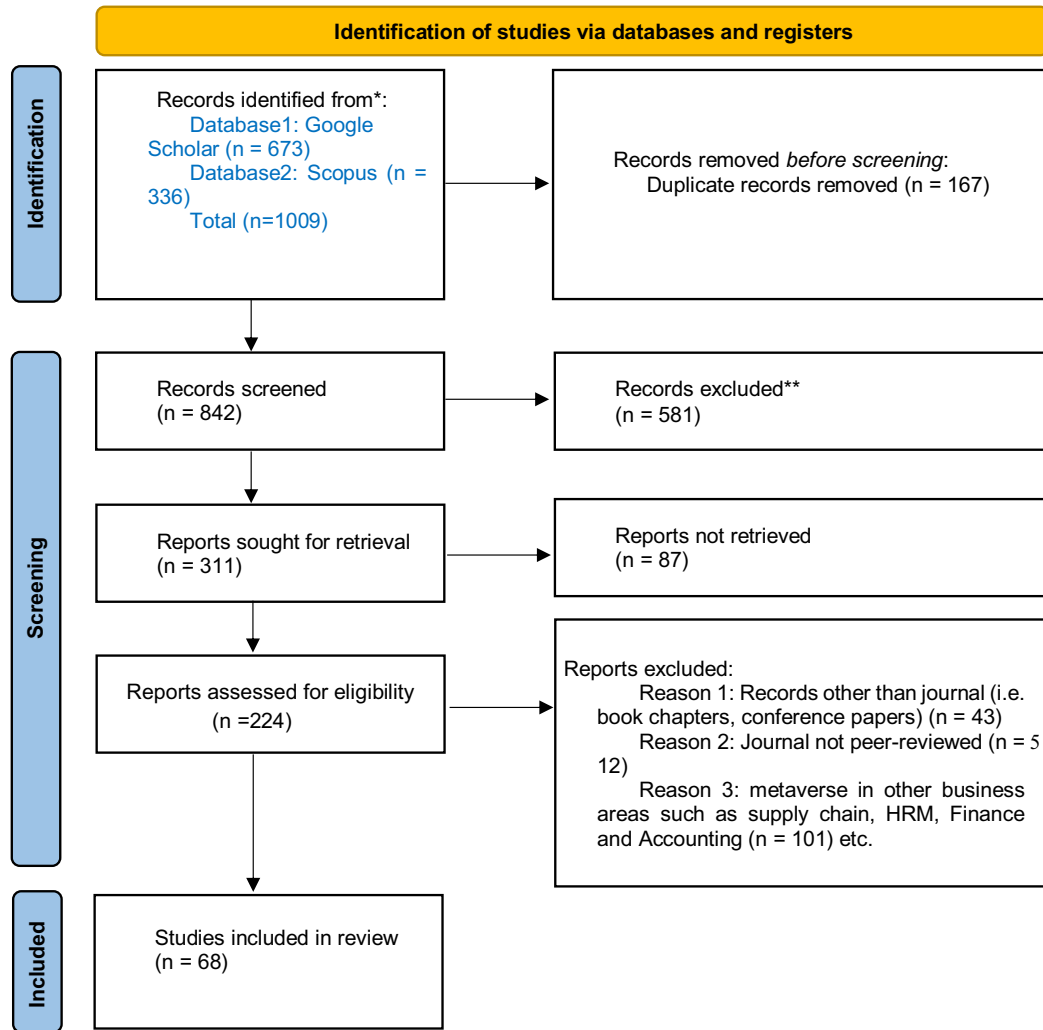 Identification of studies via databases and registers
Identification
Records identified from*:
Database1: Google
Scholar (n = 673)
Database2: Scopus (n =
336)
Total (n=1009)
Records removed before screening:
Duplicate records removed (n = 167)
Screening
Records screened
(n = 842)
Records excluded**
(n = 581)
Reports sought for retrieval
(n = 311)
Reports not retrieved
(n = 87)
Reports assessed for eligibility
(n =224)
Reports excluded:
Reason 1: Records other than journal (i.e.
book chapters, conference papers) (n = 43)
Reason 2: Journal not peer-reviewed (n = 5
12)
Reason 3: metaverse in other business
areas such as supply chain, HRM, Finance
and Accounting (n = 101) etc.
Included
Studies included in review
(n = 68)